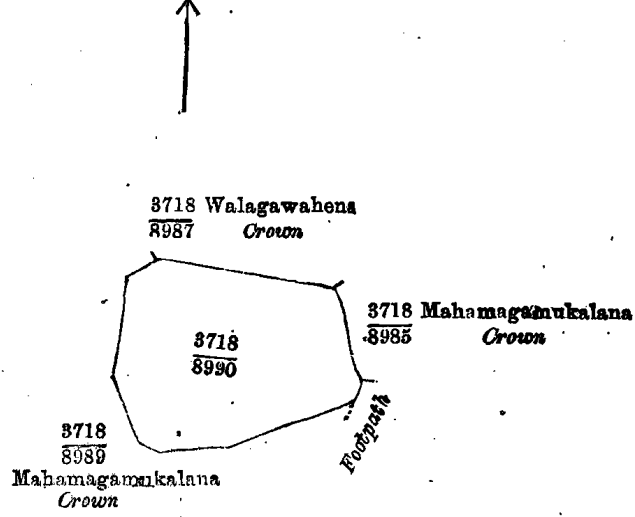 3718 Walagawahena
8987 Crown
3718 Mahamagamukalana
8985 Crown
3718
8990
Footpath
3718
8989
Mahamagamukalana
Crown